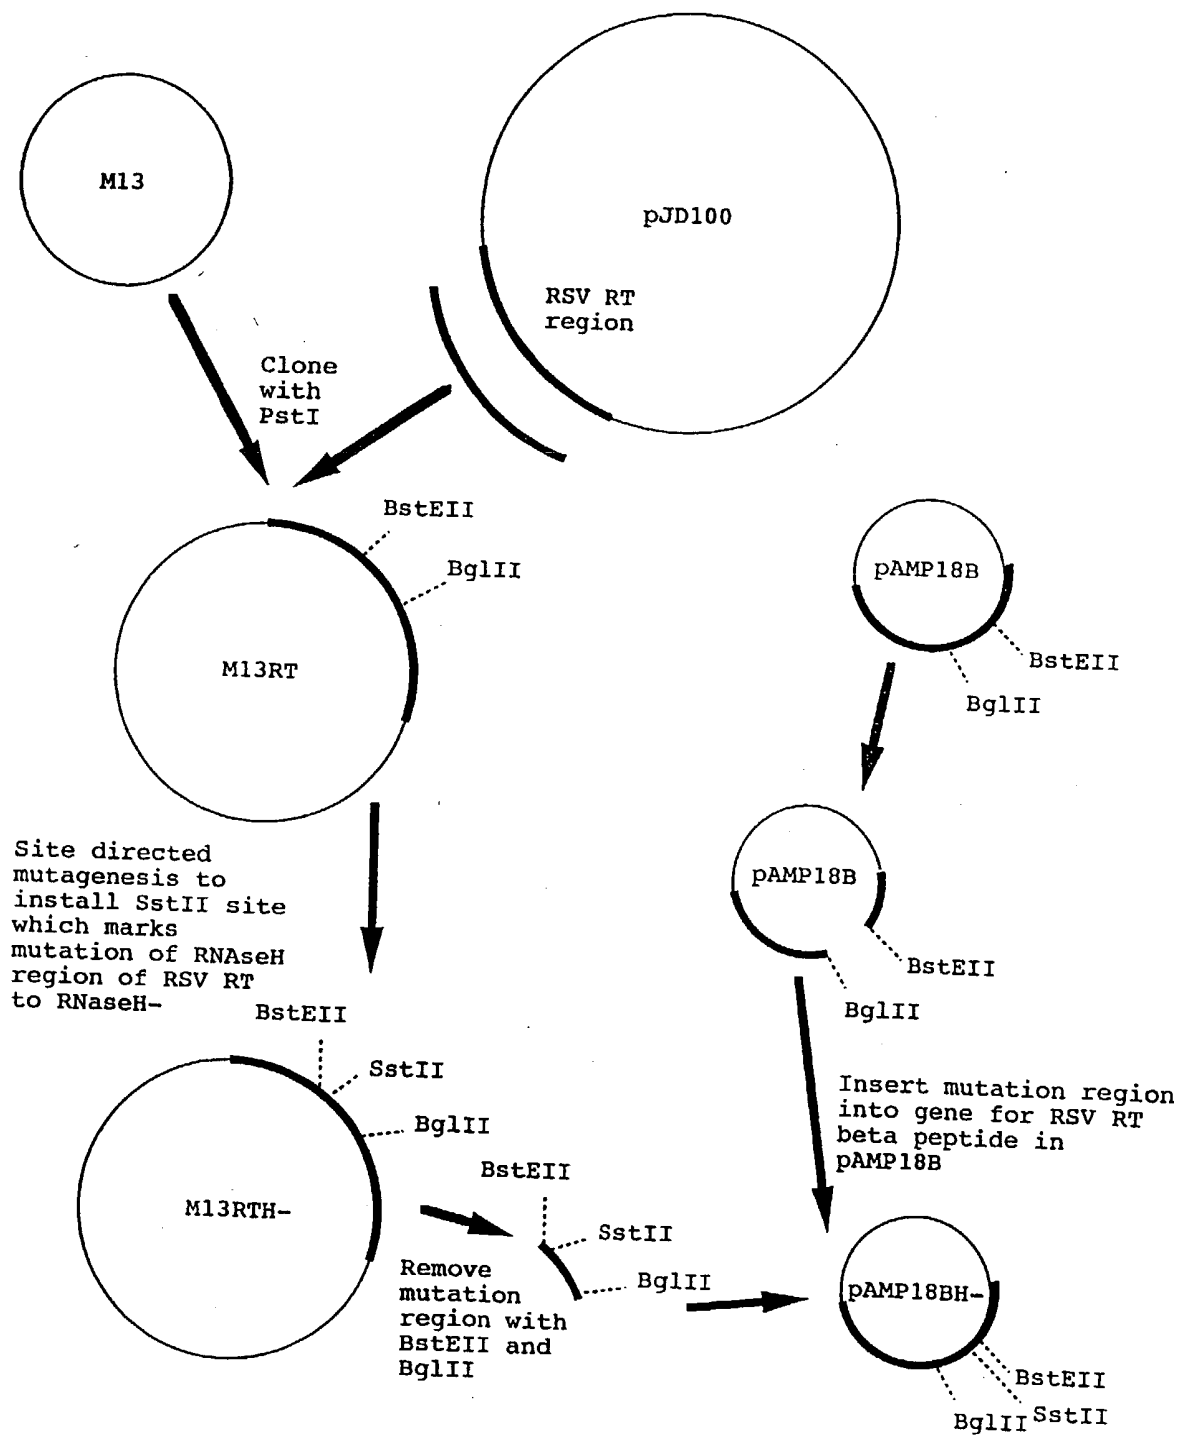 M13
pJD100
RSV RT
region
Clone
with
PstI
BstEII
BglII
M13RT
pAMP18B
BstEII
BglII
Site directed
mutagenesis to
install SstII site
which marks
mutation of RNAseH
region of RSV RT
to RNaseH-
pAMP18B
BstEII
BglII
BstEII
SstII
BglII
M13RTH-
Remove
mutation
region with
BstEII and
BglII
BstEII
SstII
BglII
Insert mutation region
into gene for RSV RT
beta peptide in
pAMP18B
pAMP18BH-
BstEII
SstII
BglII